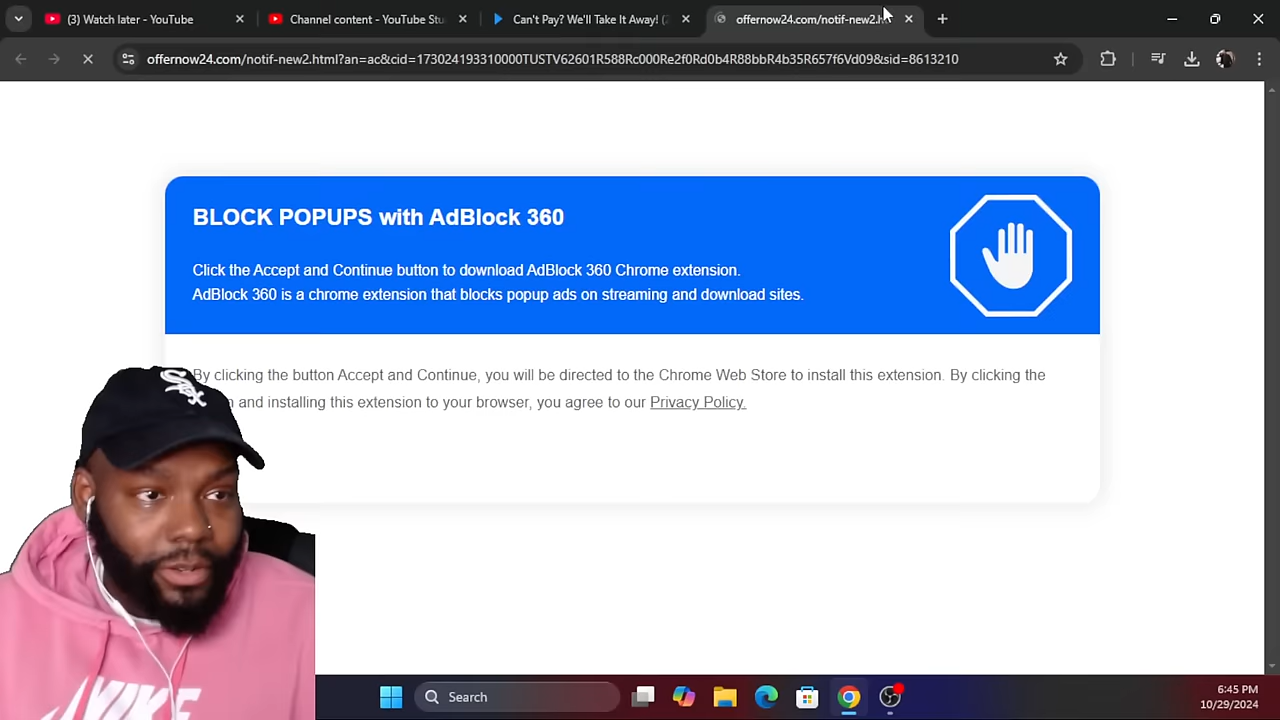 (3) Watch later - YouTube
Channel content - YouTube Stu
Can't Pay? We'll Take It Away! (2
offernow24.com/notif-new2.h
offernow24.com/notif-new2.html?an=ac&cid=173024193310000TUSTV62601R588Rc000Re2f0Rd0b4R88bbR4b35R657f6Vd09&sid=8613210
BLOCK POPUPS with AdBlock 360
Click the Accept and Continue button to download AdBlock 360 Chrome extension.
AdBlock 360 is a chrome extension that blocks popup ads on streaming and download sites.
By clicking the button Accept and Continue, you will be directed to the Chrome Web Store to install this extension. By clicking the
and installing this extension to your browser, you agree to our Privacy Policy.
Sox
NIKE
Search
6:45 PM
10/29/2024